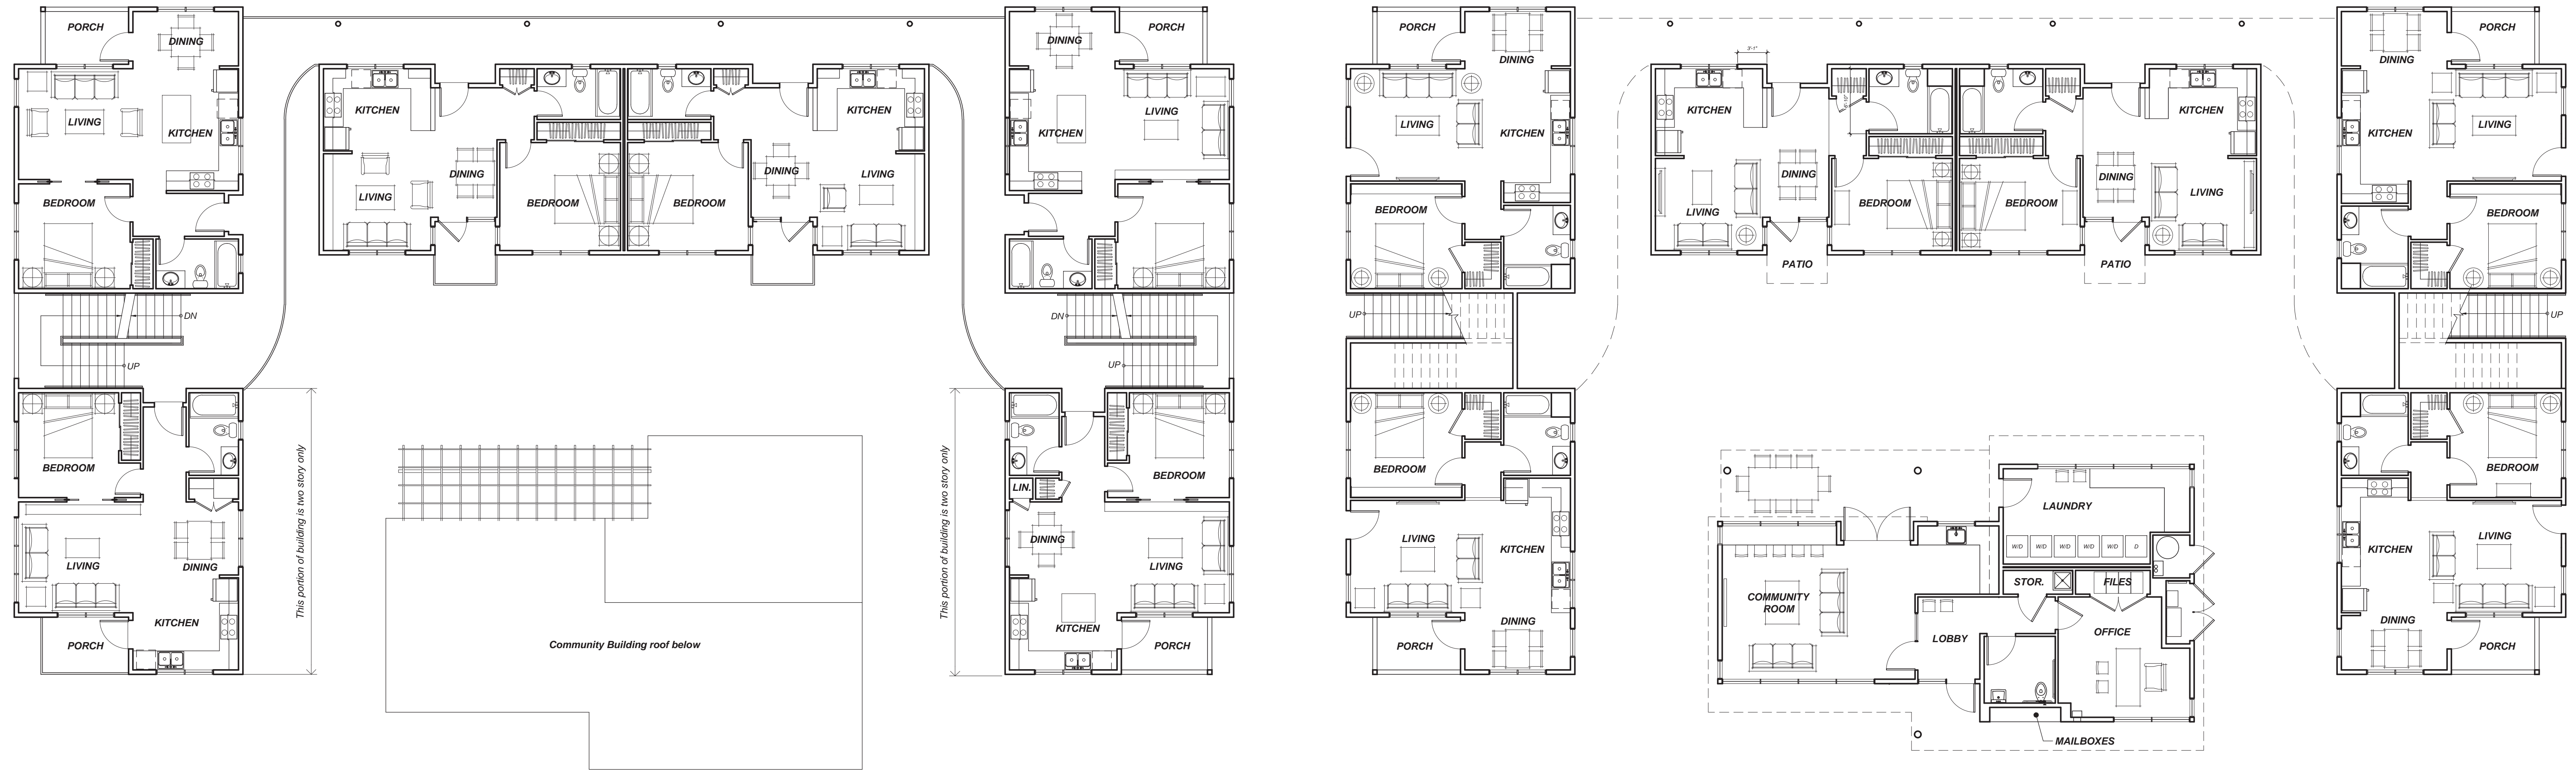 PORCH
DINING
LIVING
KITCHEN
BEDROOM
DN
UP
BEDROOM
LIVING
DINING
KITCHEN
PORCH
This portion of building is two story only
KITCHEN
LIVING
DINING
BEDROOM
BEDROOM
DINING
KITCHEN
LIVING
Community Building roof below
DINING
PORCH
LIVING
KITCHEN
DN
UP
This portion of building is two story only
LIN.
BEDROOM
DINING
LIVING
KITCHEN
PORCH
PORCH
DINING
LIVING
KITCHEN
BEDROOM
UP
BEDROOM
LIVING
KITCHEN
DINING
PORCH
3'-1"
KITCHEN
DINING
LIVING
BEDROOM
PATIO
BEDROOM
DINING
KITCHEN
LIVING
PATIO
LAUNDRY
W/D
W/D
W/D
W/D
W/D
D
STOR.
FILES
COMMUNITY
ROOM
LOBBY
OFFICE
MAILBOXES
PORCH
DINING
LIVING
KITCHEN
BEDROOM
UP
BEDROOM
LIVING
KITCHEN
DINING
PORCH